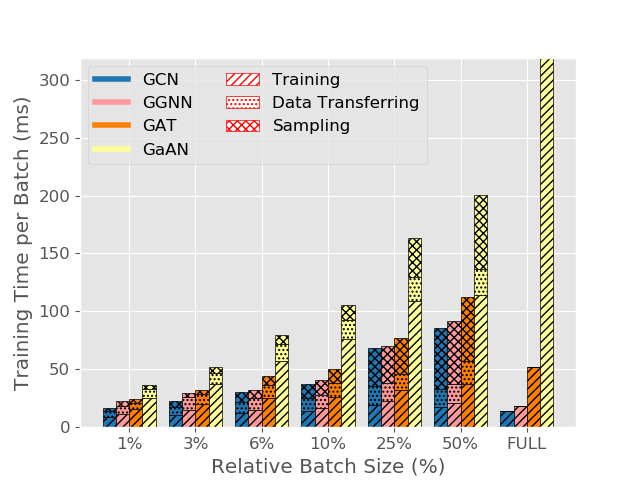 GCN
GGNN
GAT
GaAN
Training
Data Transferring
Sampling
Training Time per Batch (ms)
300
250
200
150
100
50
0
1% 3% 6% 10% 25% 50% FULL
Relative Batch Size (%)